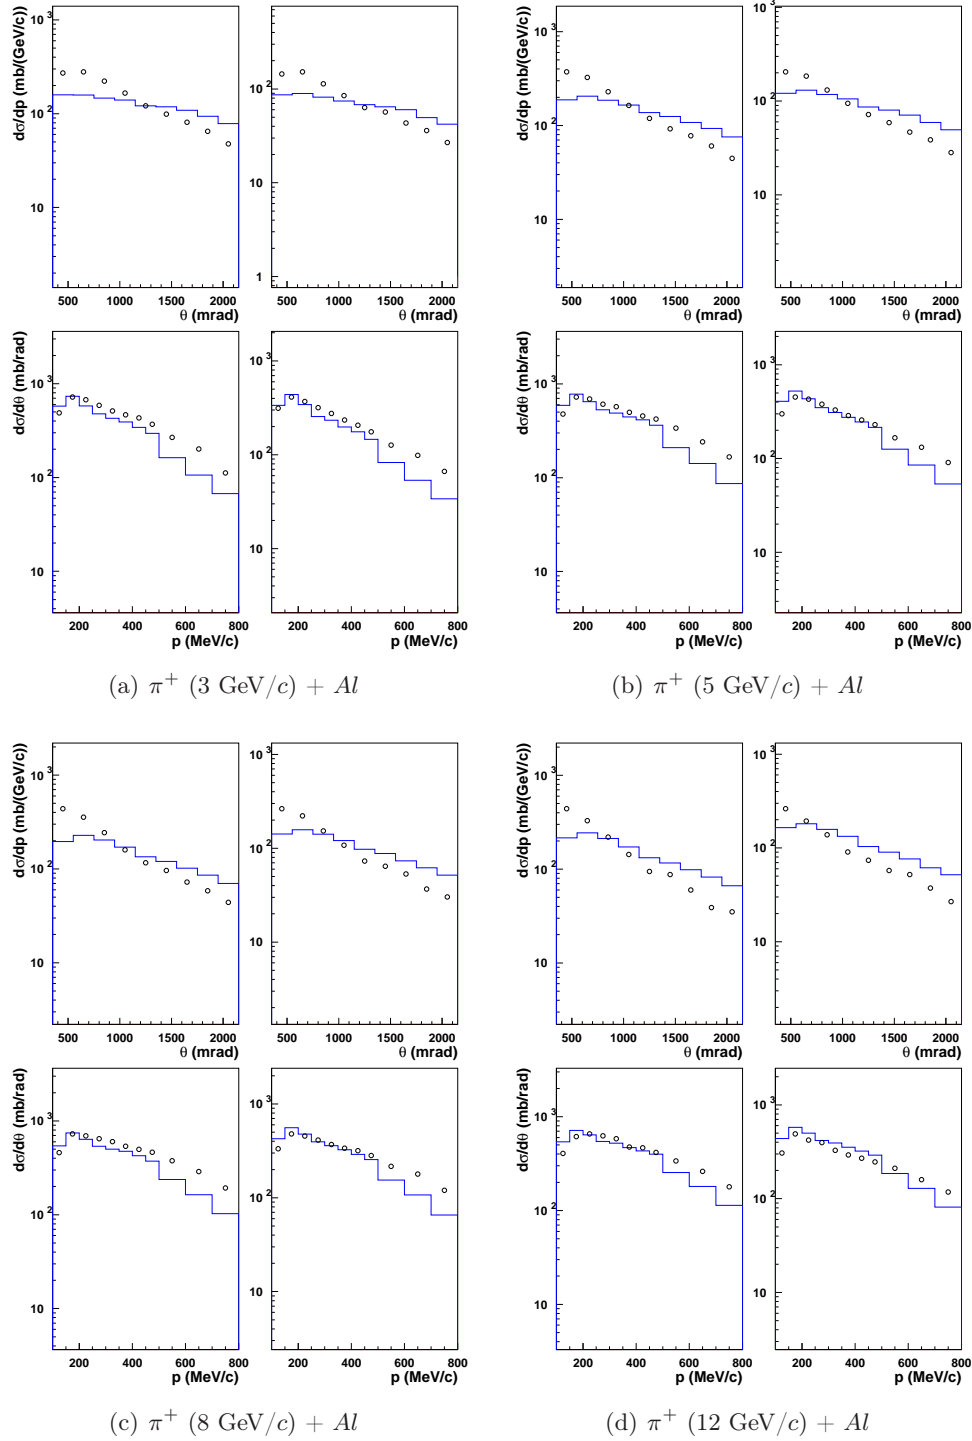 dσ/dp (mb/(GeV/c))
10³
10²
10
500 1000 1500 2000
θ (mrad)
10²
10
1
500 1000 1500 2000
θ (mrad)
dσ/dθ (mb/rad)
10³
10²
10
200 400 600 800
p (MeV/c)
10³
10²
10
200 400 600 800
p (MeV/c)
(a) π⁺ (3 GeV/c) + Al
dσ/dp (mb/(GeV/c))
10³
10²
10
500 1000 1500 2000
θ (mrad)
10³
10²
10
500 1000 1500 2000
θ (mrad)
dσ/dθ (mb/rad)
10³
10²
10
200 400 600 800
p (MeV/c)
10³
10²
10
200 400 600 800
p (MeV/c)
(b) π⁺ (5 GeV/c) + Al
dσ/dp (mb/(GeV/c))
10³
10²
10
500 1000 1500 2000
θ (mrad)
10³
10²
10
500 1000 1500 2000
θ (mrad)
dσ/dθ (mb/rad)
10³
10²
10
200 400 600 800
p (MeV/c)
10³
10²
10
200 400 600 800
p (MeV/c)
(c) π⁺ (8 GeV/c) + Al
dσ/dp (mb/(GeV/c))
10³
10²
10
500 1000 1500 2000
θ (mrad)
10³
10²
10
500 1000 1500 2000
θ (mrad)
dσ/dθ (mb/rad)
10³
10²
10
200 400 600 800
p (MeV/c)
10³
10²
10
200 400 600 800
p (MeV/c)
(d) π⁺ (12 GeV/c) + Al